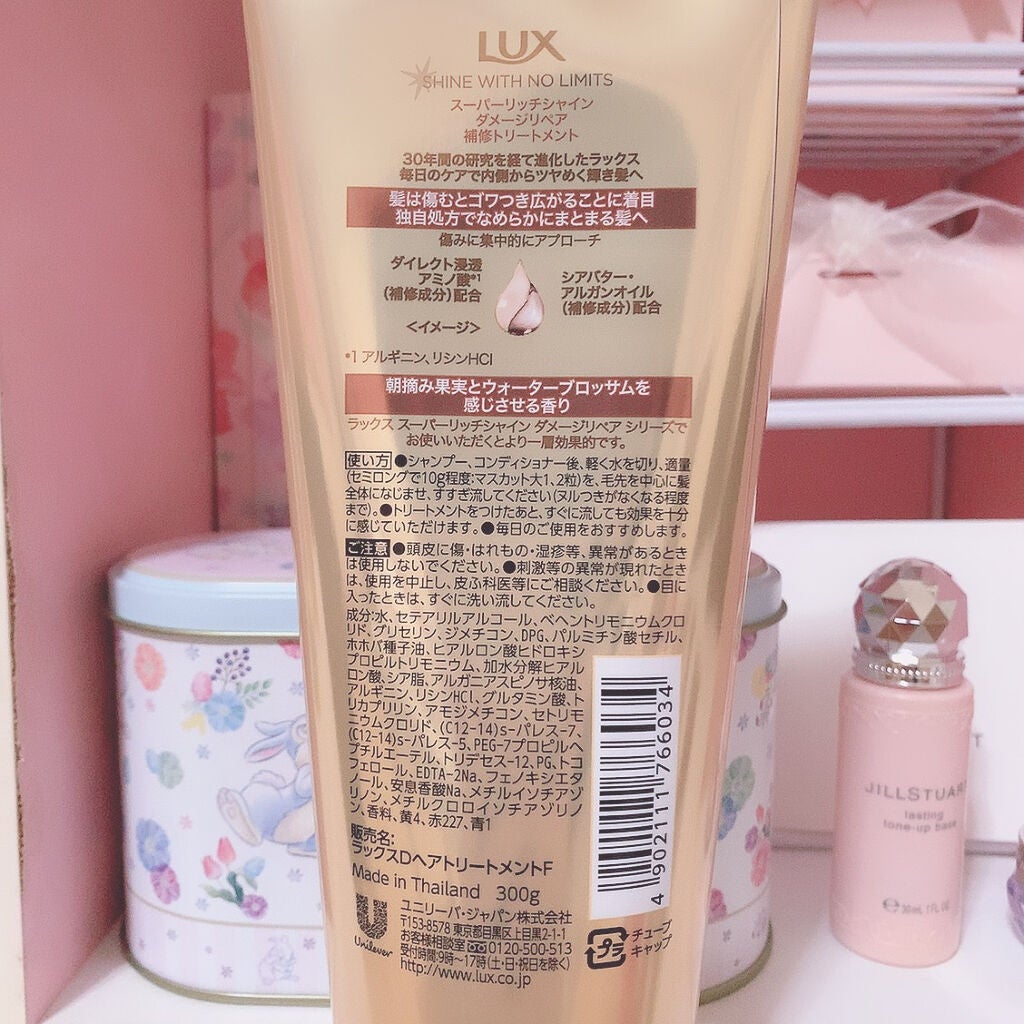 LUX
SHINE WITH NO LIMITS
スーパーリッチシャイン
ダメージリペア
補修トリートメント
30年間の研究を経て進化したラックス
毎日のケアで内側からツヤめく輝き髪へ
髪は傷むとゴワつき広がることに着目
独自処方でなめらかにまとまる髪へ
傷みに集中的にアプローチ
ダイレクト浸透
アミノ酸*1
(補修成分)配合
シアバター・
アルガンオイル
(補修成分)配合
<イメージ>
*1 アルギニン、リシンHCl
朝摘み果実とウォーターブロッサムを
感じさせる香り
ラックス スーパーリッチシャイン ダメージリペア シリーズで
お使いいただくとより一層効果的です。
使い方 ●シャンプー、コンディショナー後、軽く水を切り、適量
(セミロングで10g程度:マスカット大1、2粒)を、毛先を中心に髪
全体になじませ、すすぎ流してください(ヌルつきがなくなる程度
まで)。●トリートメントをつけたあと、すぐに流しても効果を十分
に感じていただけます。●毎日のご使用をおすすめします。
ご注意 ●頭皮に傷・はれもの・湿疹等、異常があるとき
は使用しないでください。●刺激等の異常が現れたとき
は、使用を中止し、皮ふ科医等にご相談ください。●目に
入ったときは、すぐに洗い流してください。
成分:水、セテアリルアルコール、ベヘントリモニウムクロ
リド、グリセリン、ジメチコン、DPG、パルミチン酸セチル、
ホホバ種子油、ヒアルロン酸ヒドロキシ
プロピルトリモニウム、加水分解ヒアル
ロン酸、シア脂、アルガニアスピノサ核油、
アルギニン、リシンHCl、グルタミン酸、ト
リカプリリン、アモジメチコン、セトリモ
ニウムクロリド、(C12-14)s-パレス-7、
(C12-14)s-パレス-5、PEG-7プロピルヘ
プチルエーテル、トリデセス-12、PG、トコ
フェロール、EDTA-2Na、フェノキシエタ
ノール、安息香酸Na、メチルイソチアゾ
リノン、メチルクロロイソチアゾリノ
ン、香料、黄4、赤227、青1
販売名:
ラックスDヘアトリートメントF
Made in Thailand 300g
ユニリーバ・ジャパン株式会社
〒153-8578 東京都目黒区上目黒2-1-1
お客様相談室 0120-500-513
受付時間:9時〜17時(土・日・祝日を除く)
http://www.lux.co.jp
Unilever
4 902111 766034
プラ
チューブ
キャップ
JILLSTUART
lasting
tone-up base
℮30mL 1 FL OZ